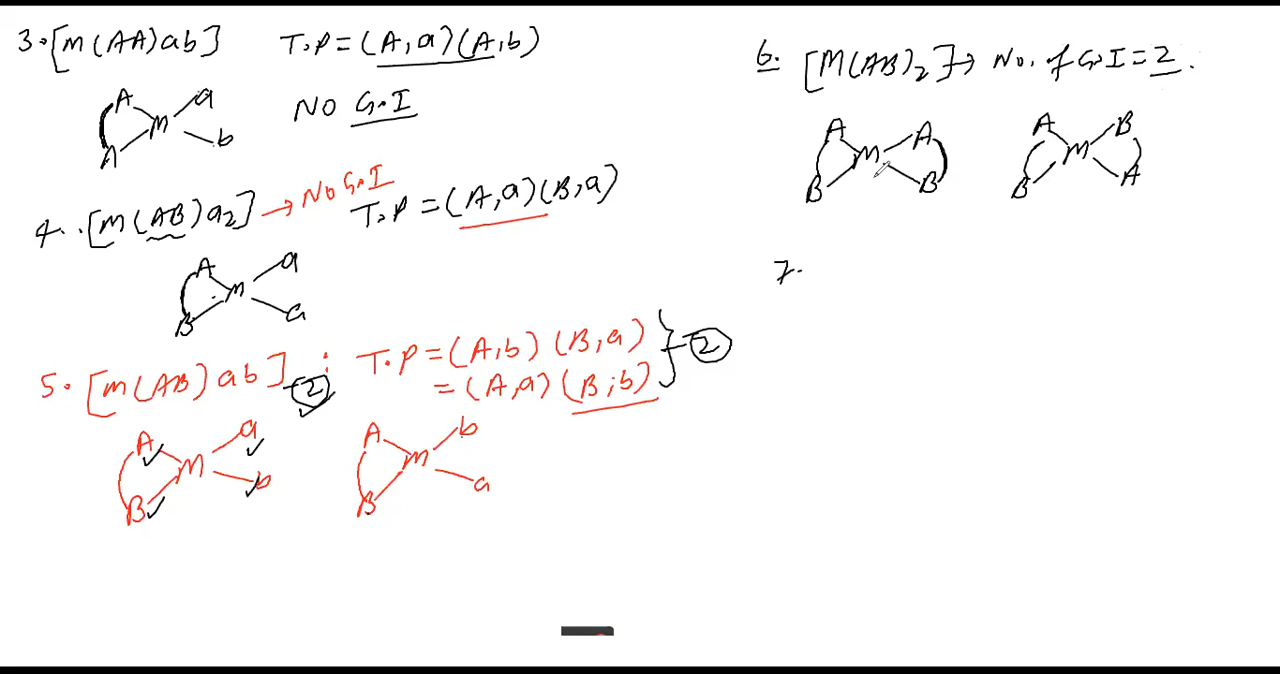 3. [M(AA)ab] T.P = (A,a)(A,b)
A a
M
A b
NO G.I
4. [M(AB)a2] → NO G.I T.P = (A,a)(B,a)
A a
M
B a
5. [M(AB)ab] 2 : T.P = (A,b) (B,a)
= (A,a) (B,b) } - 2
A a
M
B b
A b
M
B a
6. [M(AB)2] → No. of G.I = 2.
A A
M
B B
A B
M
B A
7.